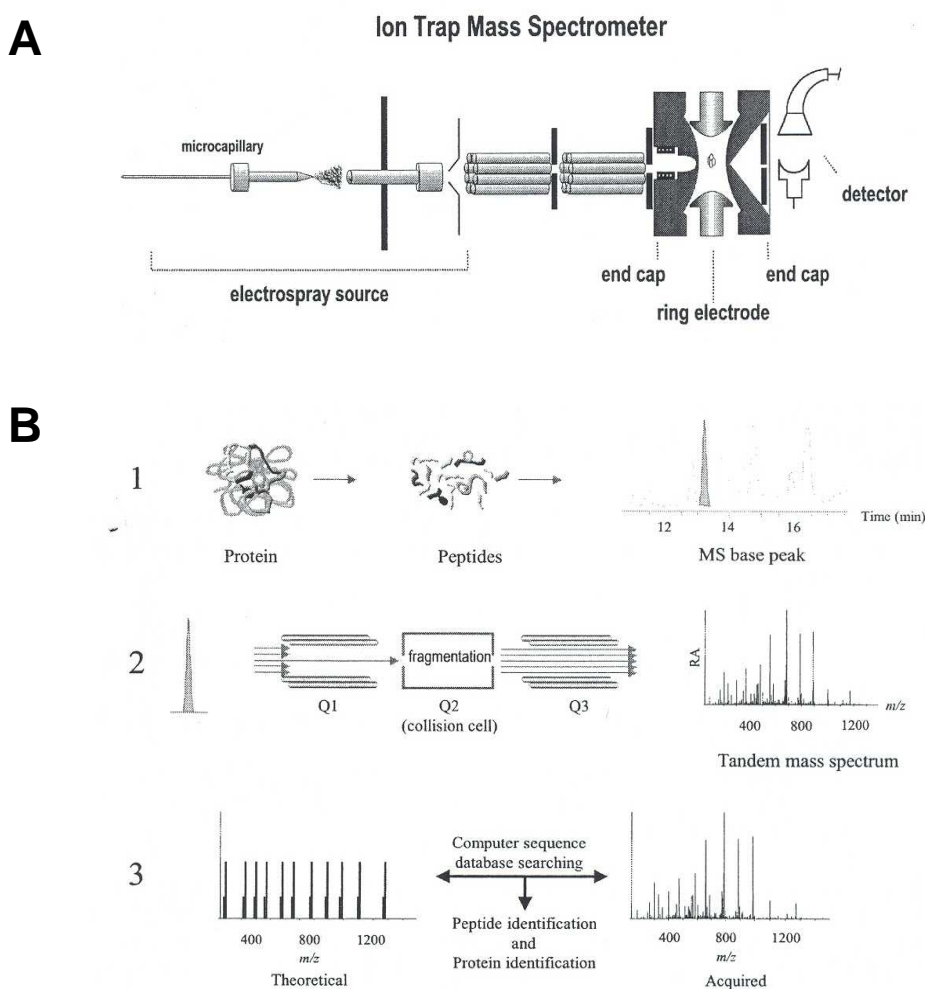 A
Ion Trap Mass Spectrometer
microcapillary
detector
end cap
end cap
electrospray source
ring electrode
B
1
12
14
16
Time (min)
Protein
Peptides
MS base peak
2
fragmentation
RA
Q1
Q2
Q3
(collision cell)
400
800
1200
m/z
Tandem mass spectrum
3
Computer sequence
database searching
Peptide identification
and
Protein identification
400
800
1200
m/z
Theoretical
400
800
1200
m/z
Acquired